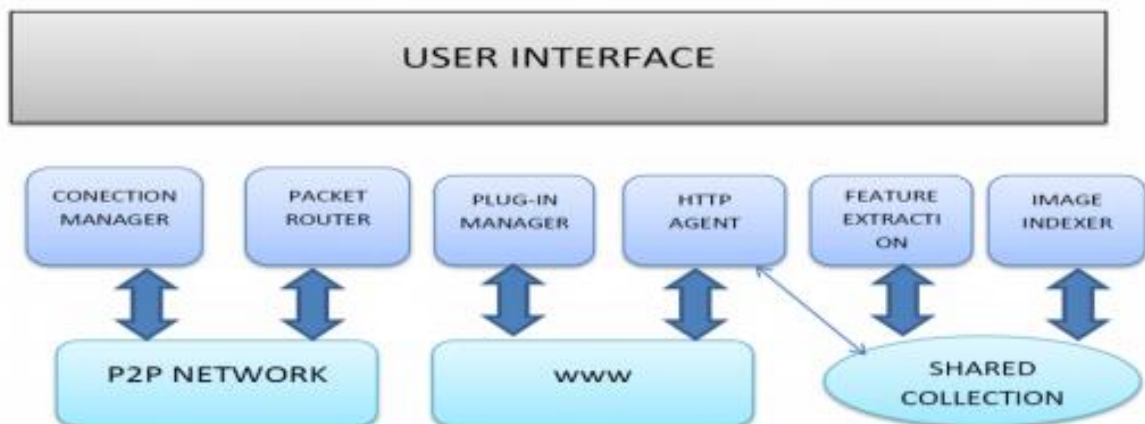 USER INTERFACE
CONECTION
MANAGER
PACKET
ROUTER
PLUG-IN
MANAGER
HTTP
AGENT
FEATURE
EXTRACTI
ON
IMAGE
INDEXER
P2P NETWORK
www
SHARED
COLLECTION